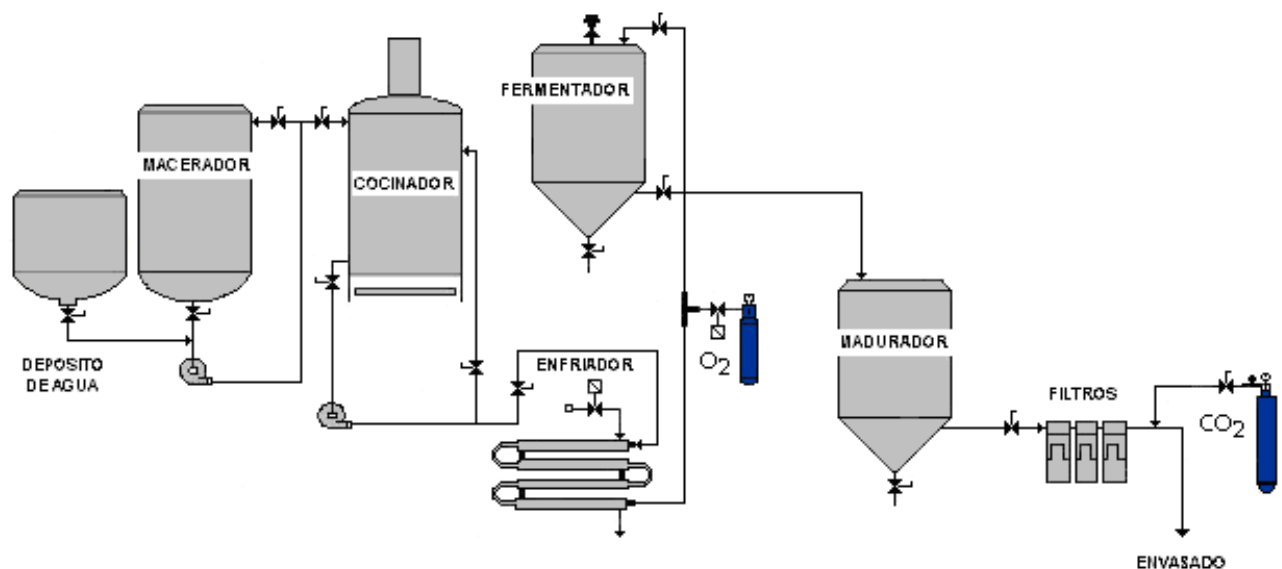 DEPOSITO
DE AGUA
MACERADOR
COCINADOR
FERMENTADOR
ENFRIADOR
O2
MADURADOR
FILTROS
CO2
ENVASADO